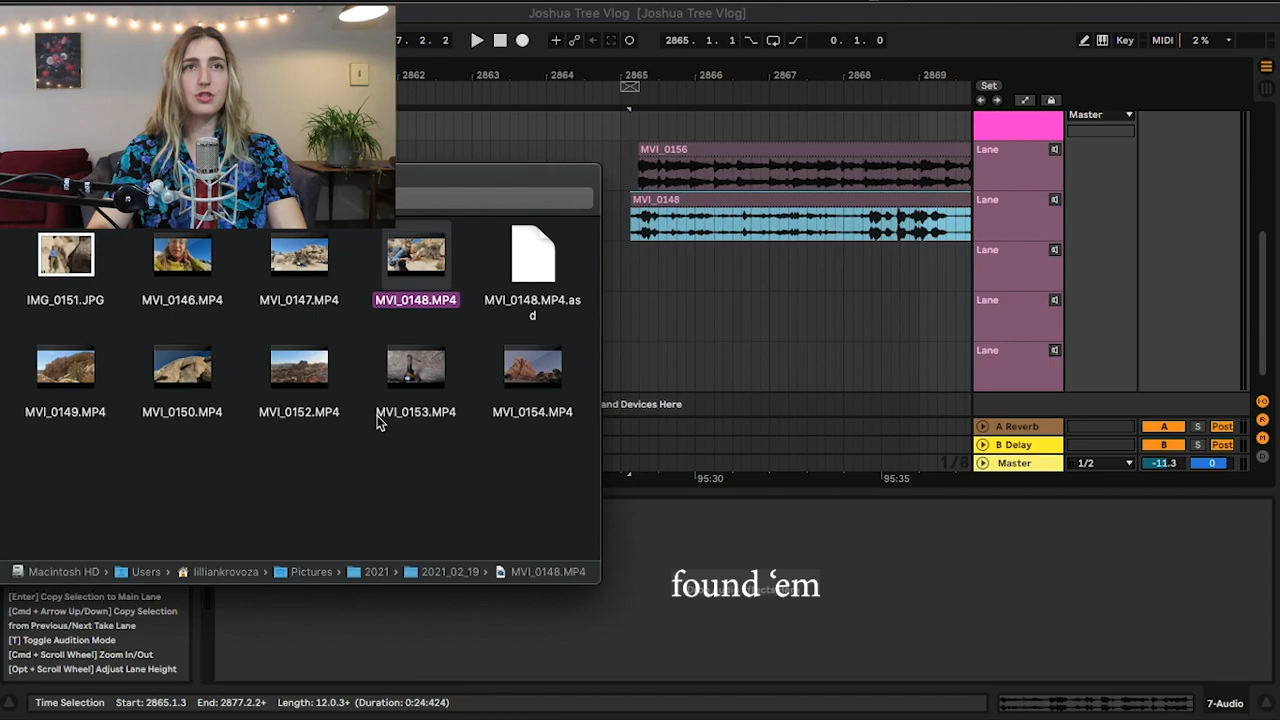 Joshua Tree Vlog [Joshua Tree Vlog]
7. 2. 2
2865. 1. 1
0. 1. 0
Key
MIDI
2 %
2862
2863
2864
2865
2866
2867
2868
2869
Set
Master
MVI_0156
Lane
MVI_0148
Lane
Lane
Lane
Lane
IMG_0151.JPG
MVI_0146.MP4
MVI_0147.MP4
MVI_0148.MP4
MVI_0148.MP4.as
d
MVI_0149.MP4
MVI_0150.MP4
MVI_0152.MP4
MVI_0153.MP4
MVI_0154.MP4
and Devices Here
A Reverb
A
S
Post
B Delay
B
S
Post
1/8
Master
1/2
-11.3
0
95:30
95:35
I·O
R
M
D
Macintosh HD › Users › lilliankrovoza › Pictures › 2021 › 2021_02_19 › MVI_0148.MP4
found ‘em
[Enter] Copy Selection to Main Lane
[Cmd + Arrow Up/Down] Copy Selection
from Previous/Next Take Lane
[T] Toggle Audition Mode
[Cmd + Scroll Wheel] Zoom In/Out
[Opt + Scroll Wheel] Adjust Lane Height
Time Selection Start: 2865.1.3 End: 2877.2.2+ Length: 12.0.3+ (Duration: 0:24:424)
7-Audio